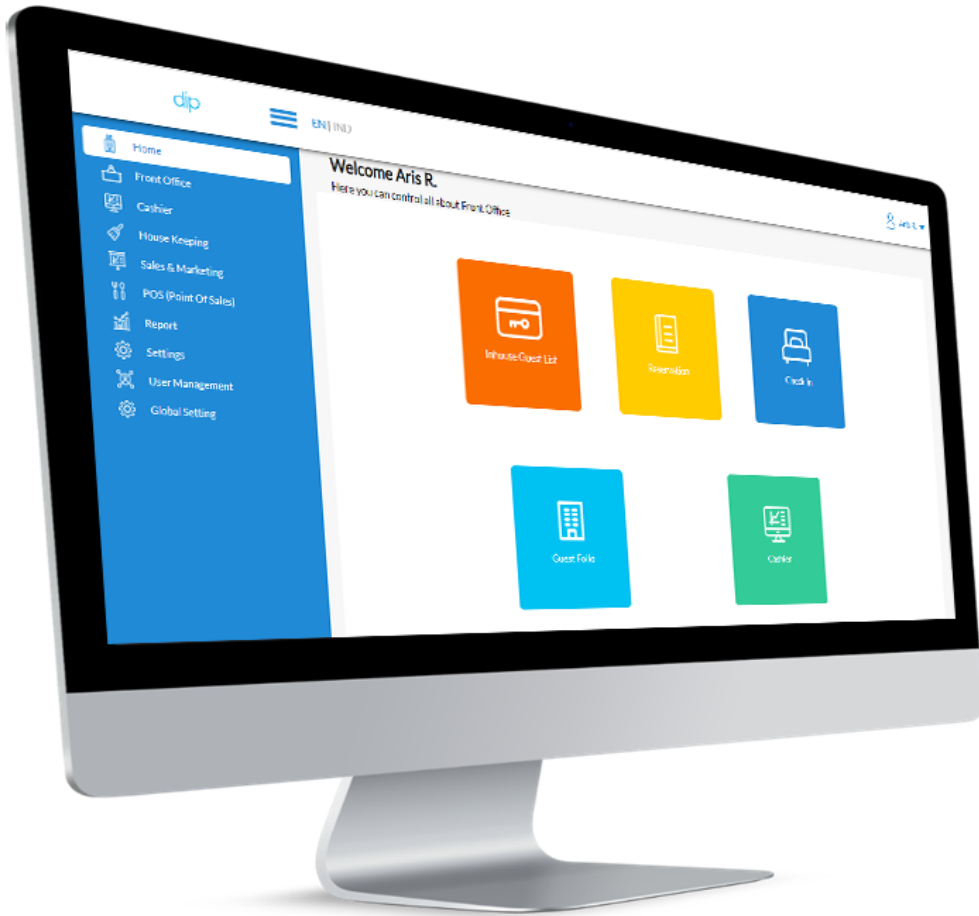 dip
EN | IND
Aris R.
Home
Front Office
Cashier
House Keeping
Sales & Marketing
POS (Point Of Sales)
Report
Settings
User Management
Global Setting
Welcome Aris R.
Here you can control all about Front Office
Inhouse Guest List
Reservation
Check In
Guest Folio
Cashier